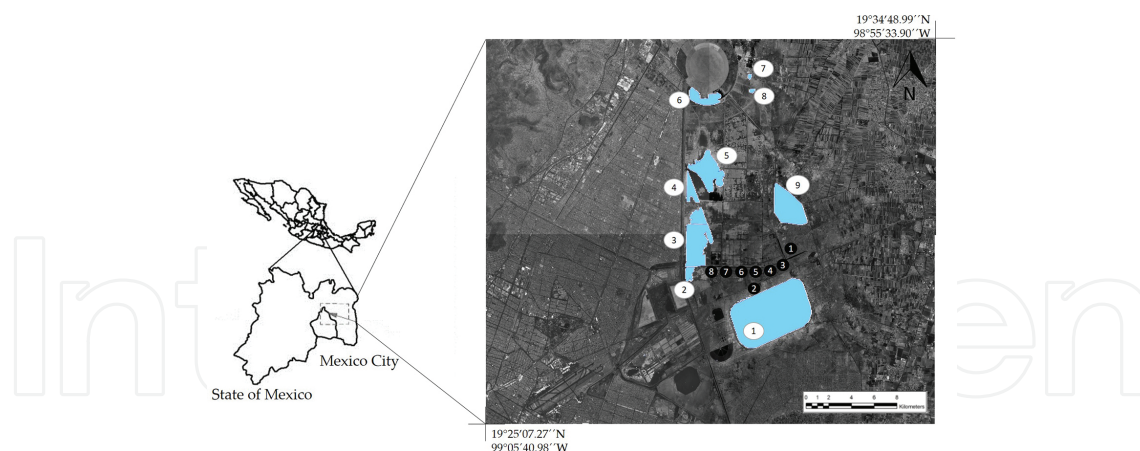 19°34′48.99′′N
98°55′33.90′′W
7
N
6
8
5
4
9
3
1
8 7 6 5 4 3
2
2
1
Mexico City
State of Mexico
0 1 2 4 6 8
Kilometers
19°25′07.27′′N
99°05′40.98′′W
Inte en